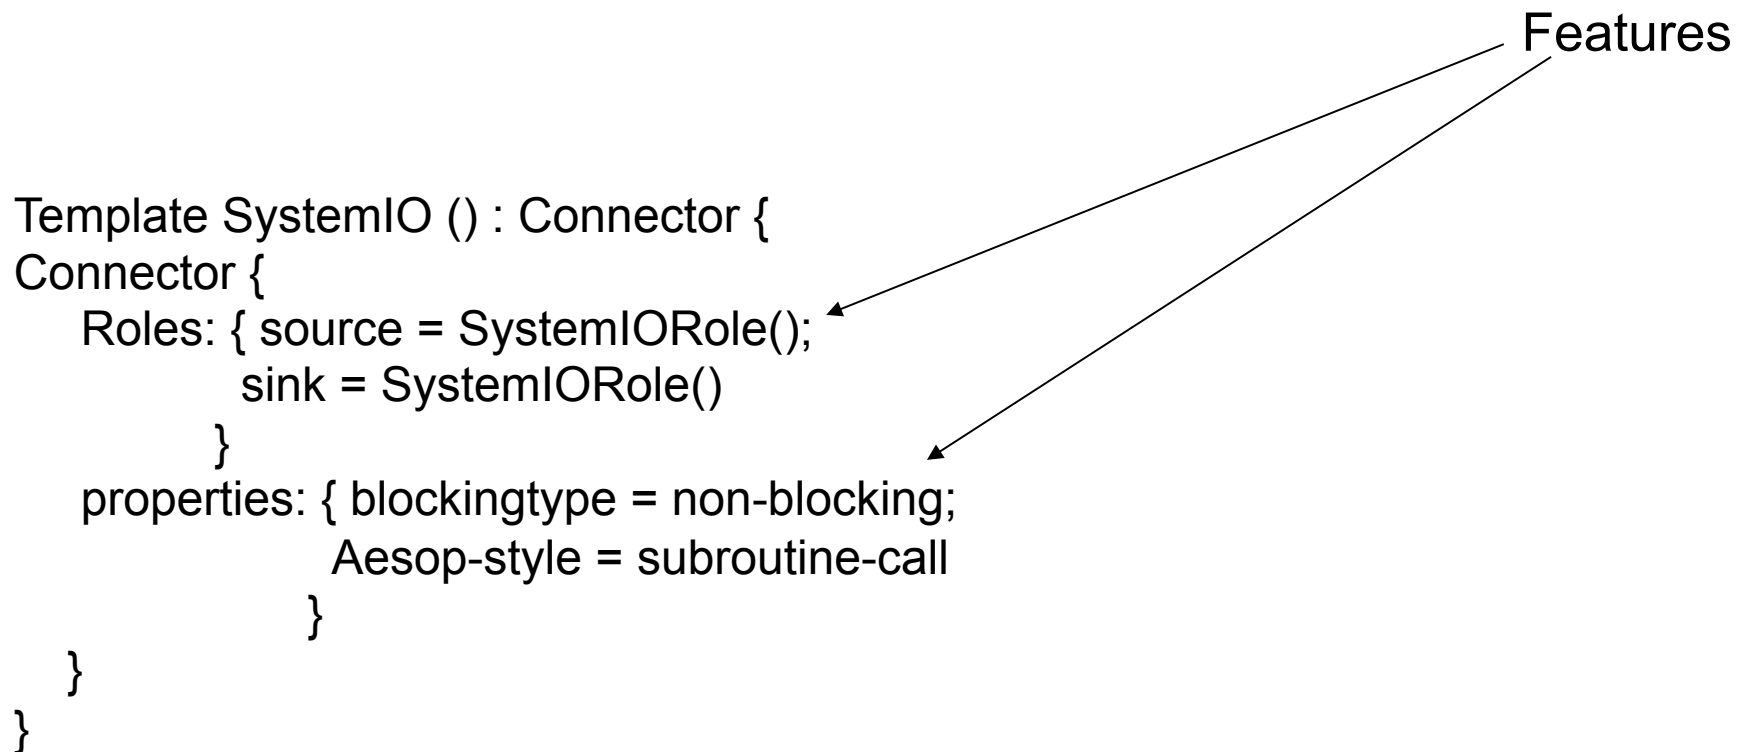 Features
Template SystemIO () : Connector {
Connector {
Roles: { source = SystemIORole();
sink = SystemIORole()
}
properties: { blockingtype = non-blocking;
Aesop-style = subroutine-call
}
}
}